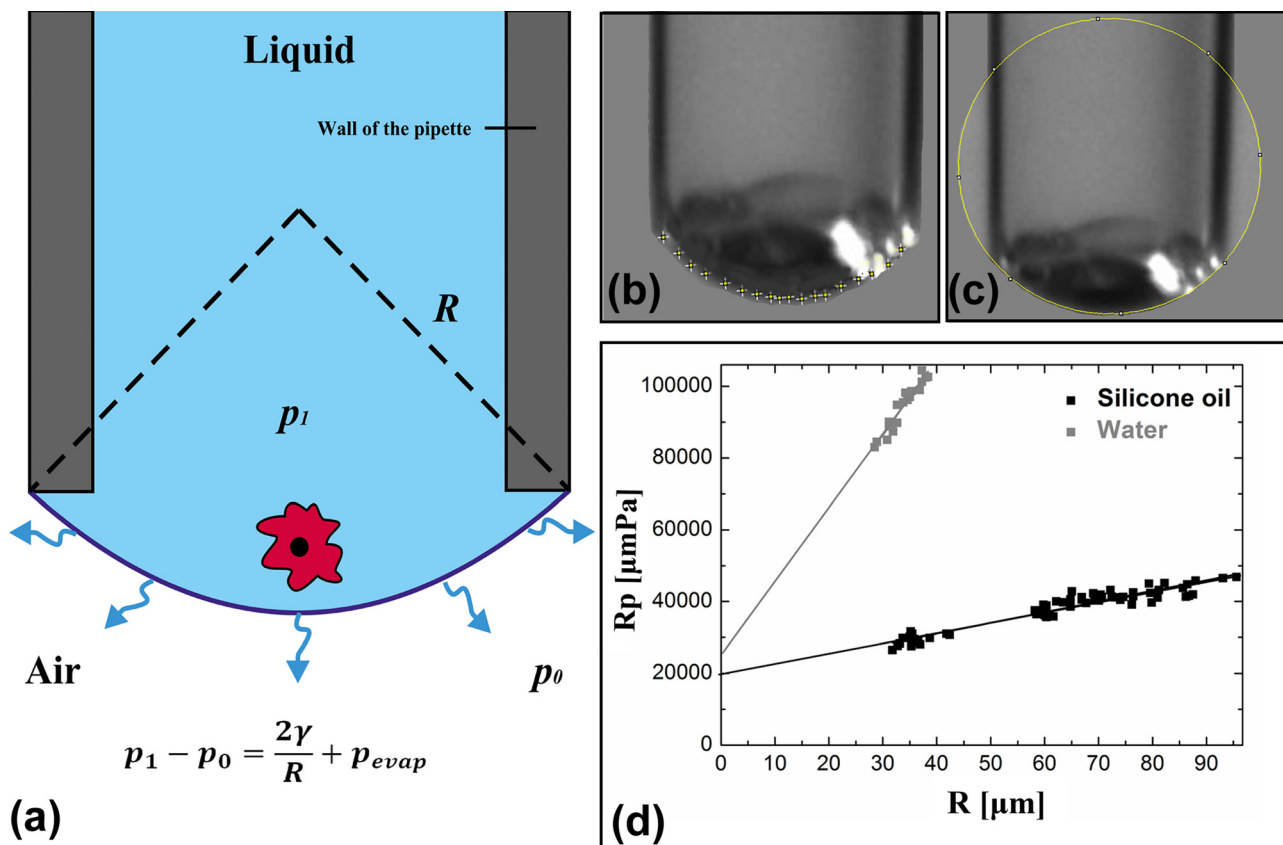 Liquid
Wall of the pipette
R
p₁
Air
p₀
p₁ − p₀ = 2γ/R + p_evap
(a)
(b)
(c)
Silicone oil
Water
Rp [µmPa]
100000
80000
60000
40000
20000
0
0 10 20 30 40 50 60 70 80 90
R [µm]
(d)